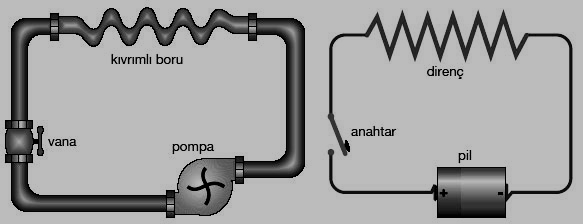 kıvrımlı boru
vana
pompa
direnç
anahtar
pil
+ -